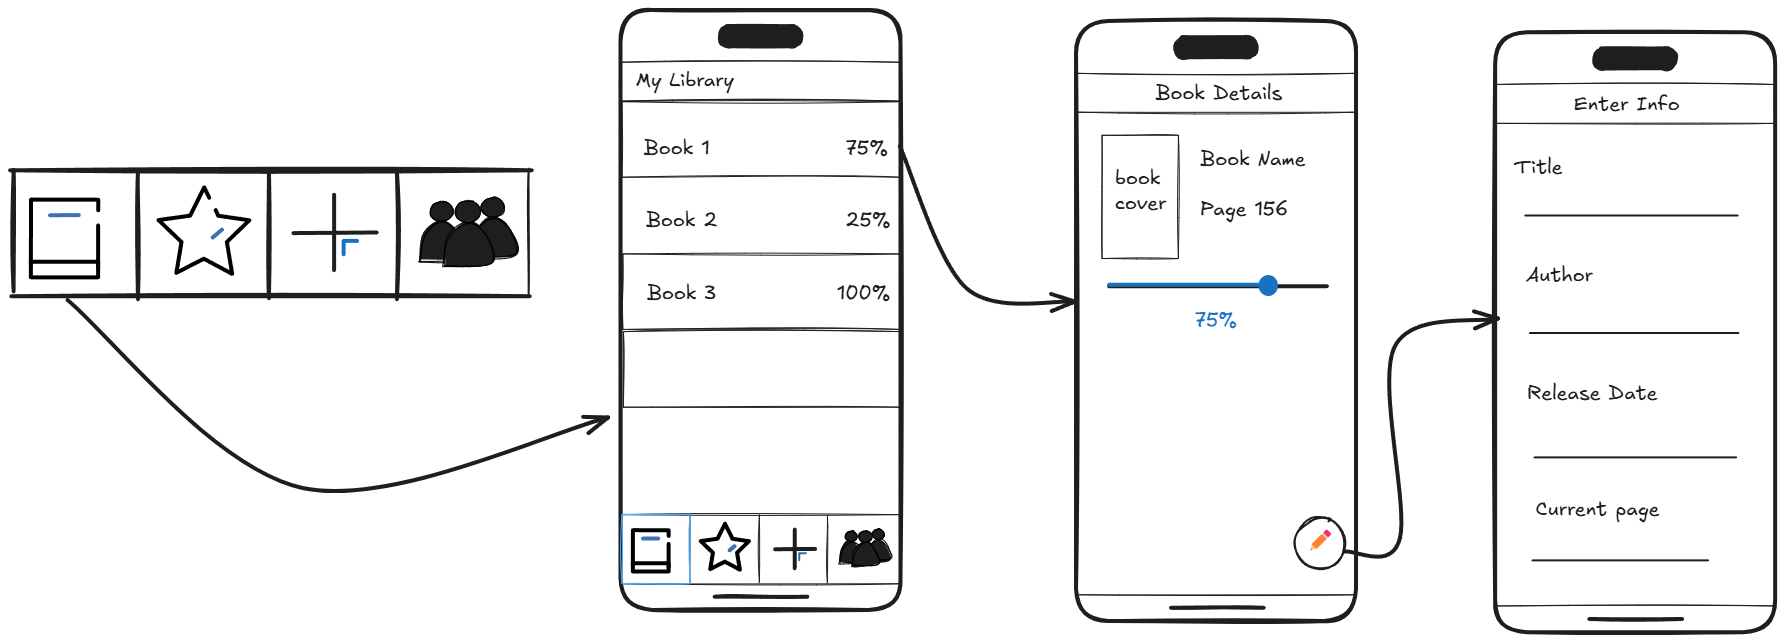 My Library
Book 1 75%
Book 2 25%
Book 3 100%
Book Details
book
cover
Book Name
Page 156
75%
Enter Info
Title
Author
Release Date
Current page